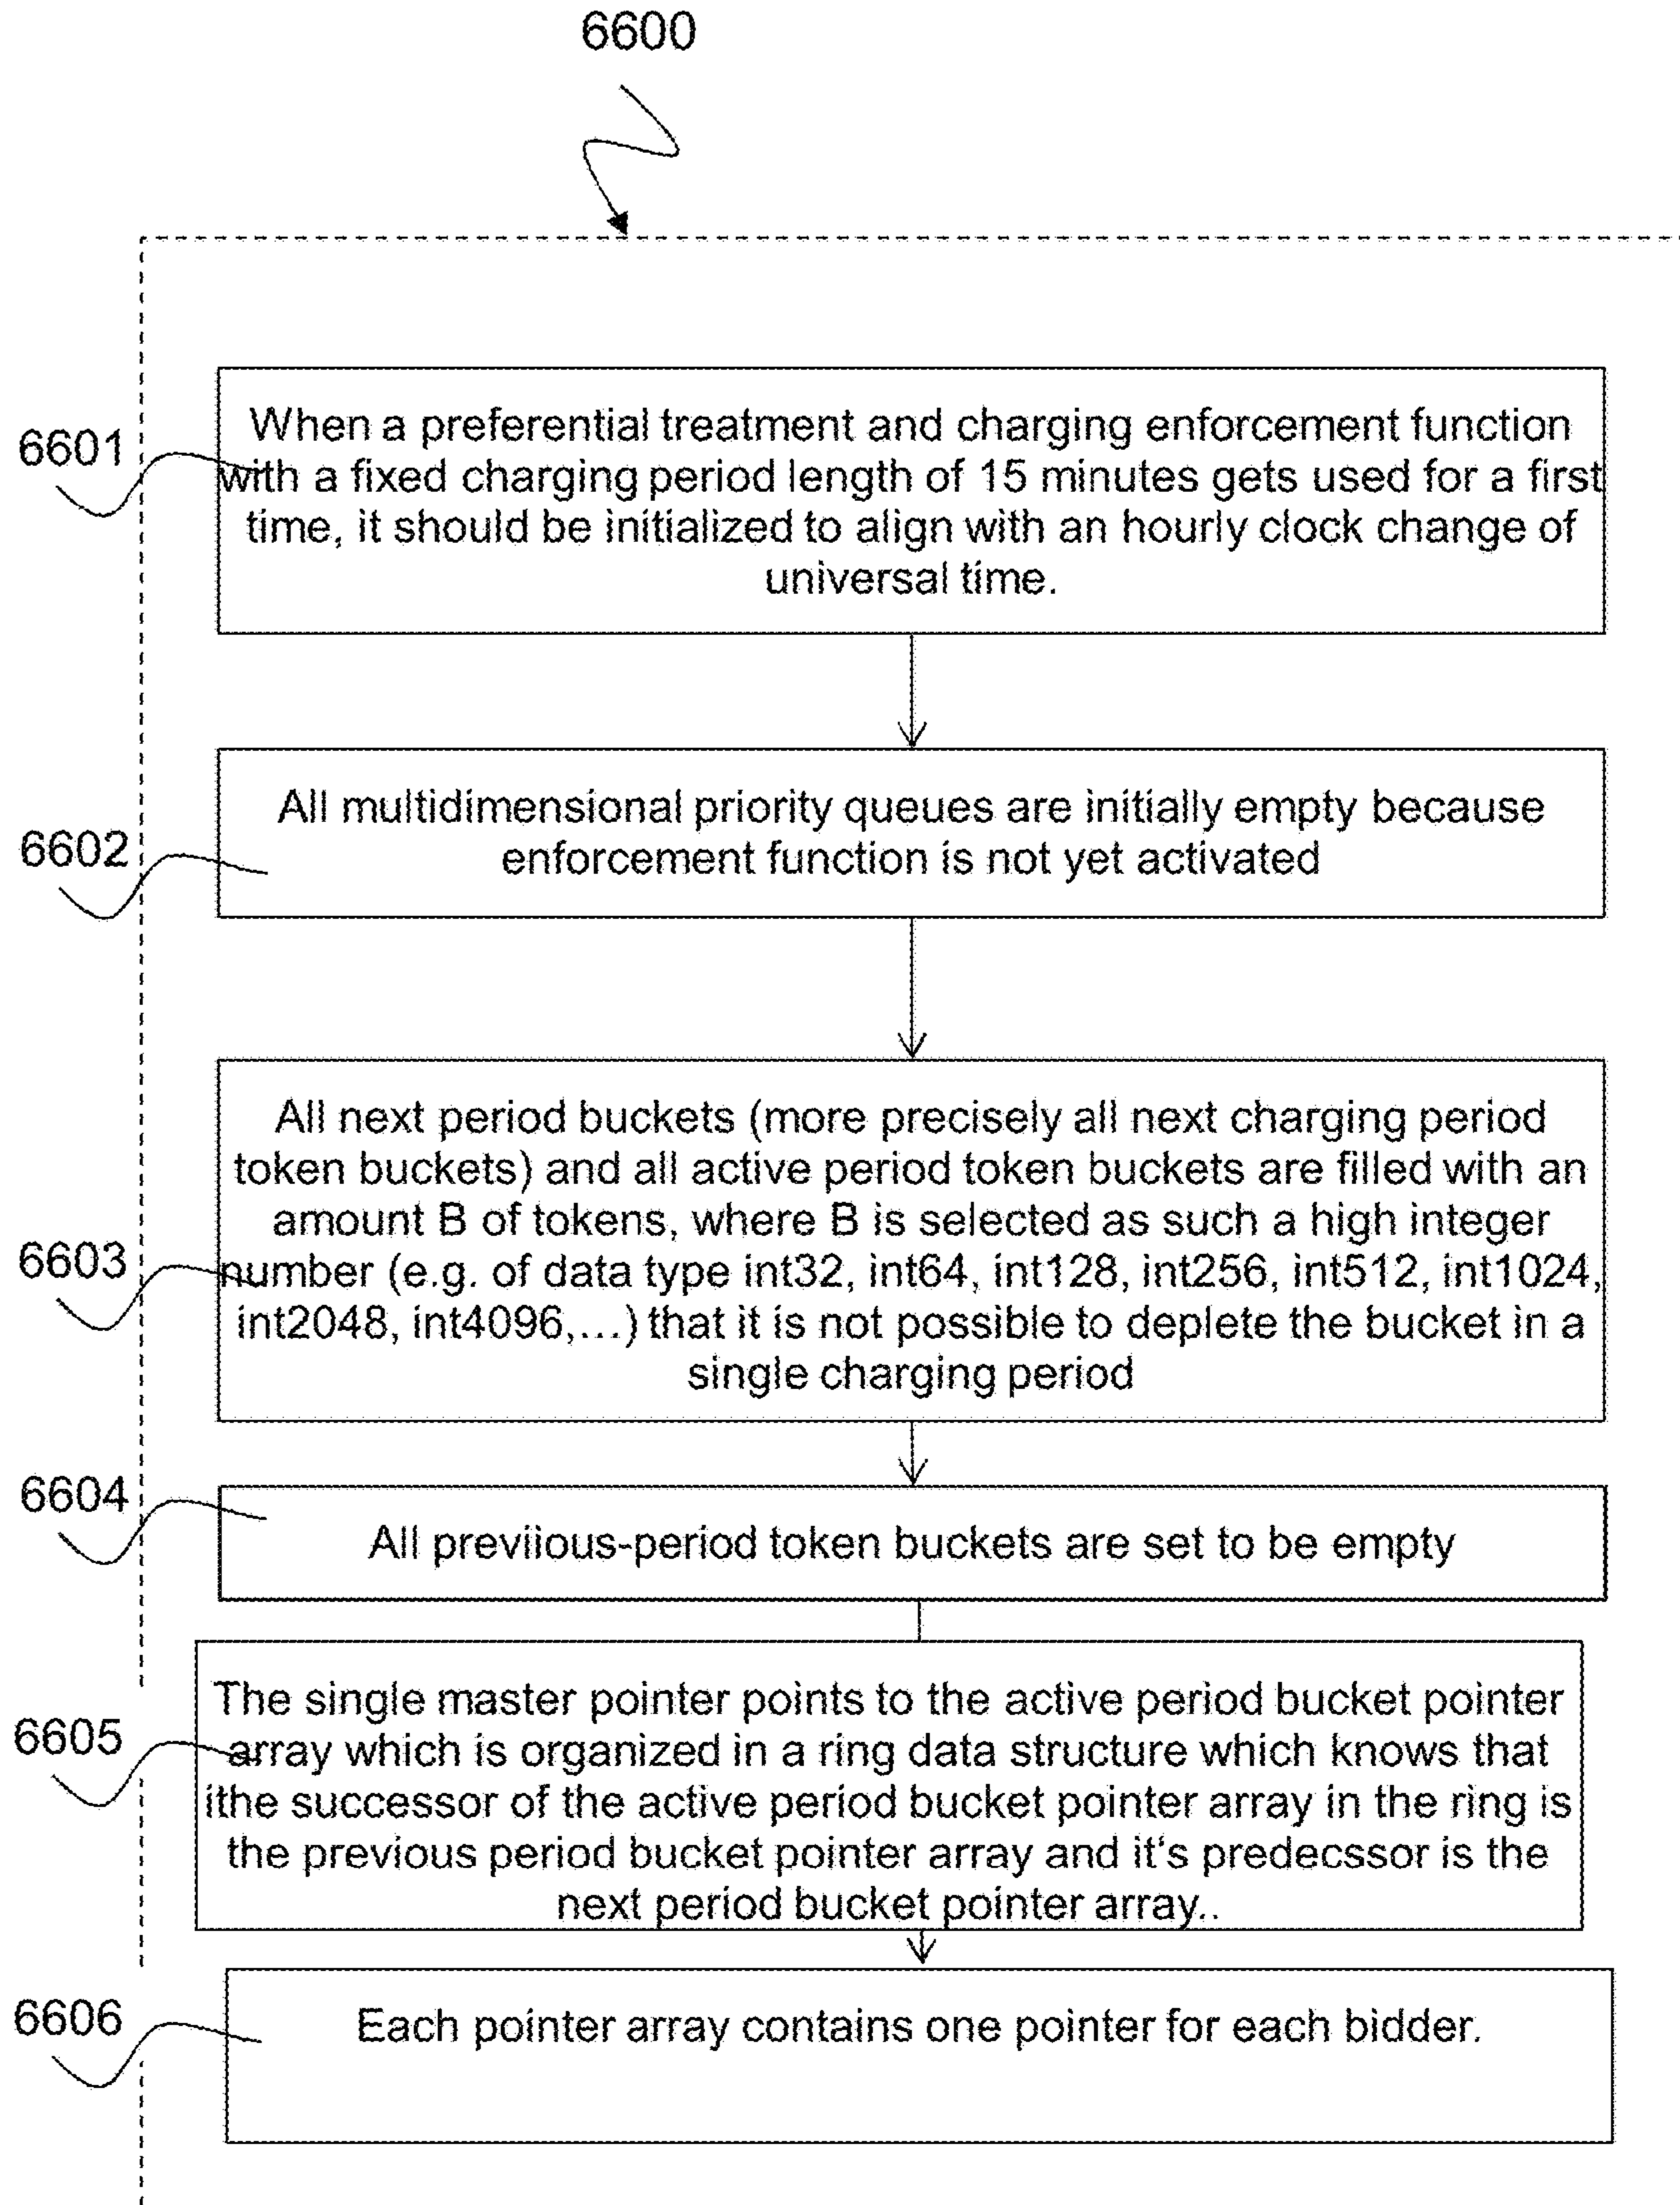 6600
6601
When a preferential treatment and charging enforcement function
with a fixed charging period length of 15 minutes gets used for a first
time, it should be initialized to align with an hourly clock change of
universal time.
6602
All multidimensional priority queues are initially empty because
enforcement function is not yet activated
6603
All next period buckets (more precisely all next charging period
token buckets) and all active period token buckets are filled with an
amount B of tokens, where B is selected as such a high integer
number (e.g. of data type int32, int64, int128, int256, int512, int1024,
int2048, int4096,...) that it is not possible to deplete the bucket in a
single charging period
6604
All previiious-period token buckets are set to be empty
6605
The single master pointer points to the active period bucket pointer
array which is organized in a ring data structure which knows that
ithe successor of the active period bucket pointer array in the ring is
the previous period bucket pointer array and it's predecssor is the
next period bucket pointer array..
6606
Each pointer array contains one pointer for each bidder.